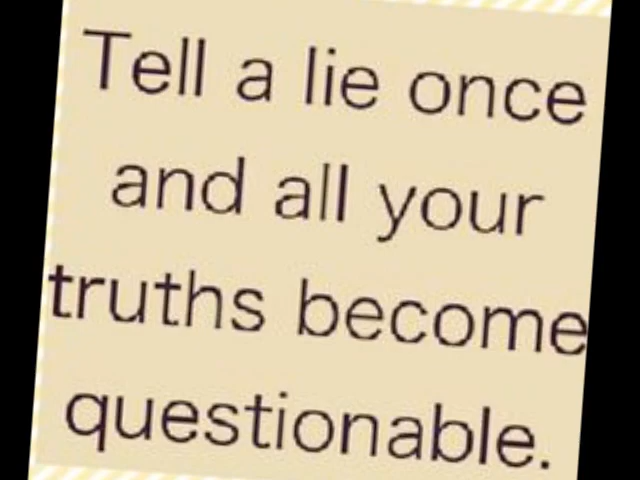 Tell a lie once
and all your
truths become
questionable.